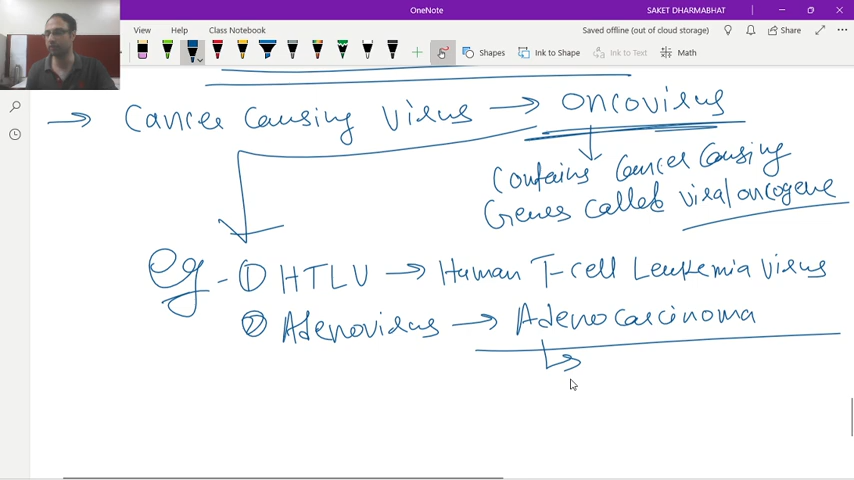 OneNote
SAKET DHARMABHAT
View Help Class Notebook
Saved offline (out of cloud storage)
Share
Shapes
Ink to Shape
Ink to Text
Math
→ Cancer Causing Virus → Oncovirus
Contains Cancer Causing
Genes called viral oncogene
eg - ① HTLV → Human T-cell Leukemia Virus
② Adenovirus → Adenocarcinoma